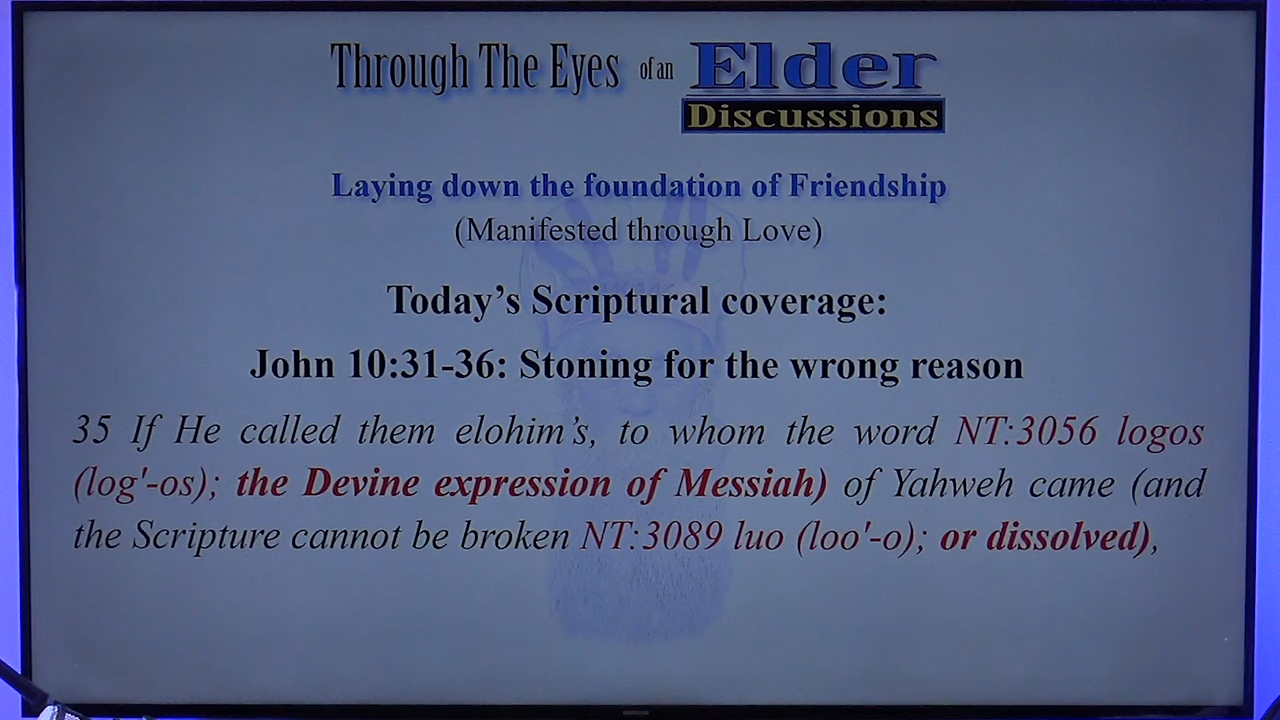 Through The Eyes of an Elder
Discussions
Laying down the foundation of Friendship
(Manifested through Love)
Today's Scriptural coverage:
John 10:31-36: Stoning for the wrong reason
35 If He called them elohim's, to whom the word NT:3056 logos
(log'-os); the Devine expression of Messiah) of Yahweh came (and
the Scripture cannot be broken NT:3089 luo (loo'-o); or dissolved),
SAMSUNG